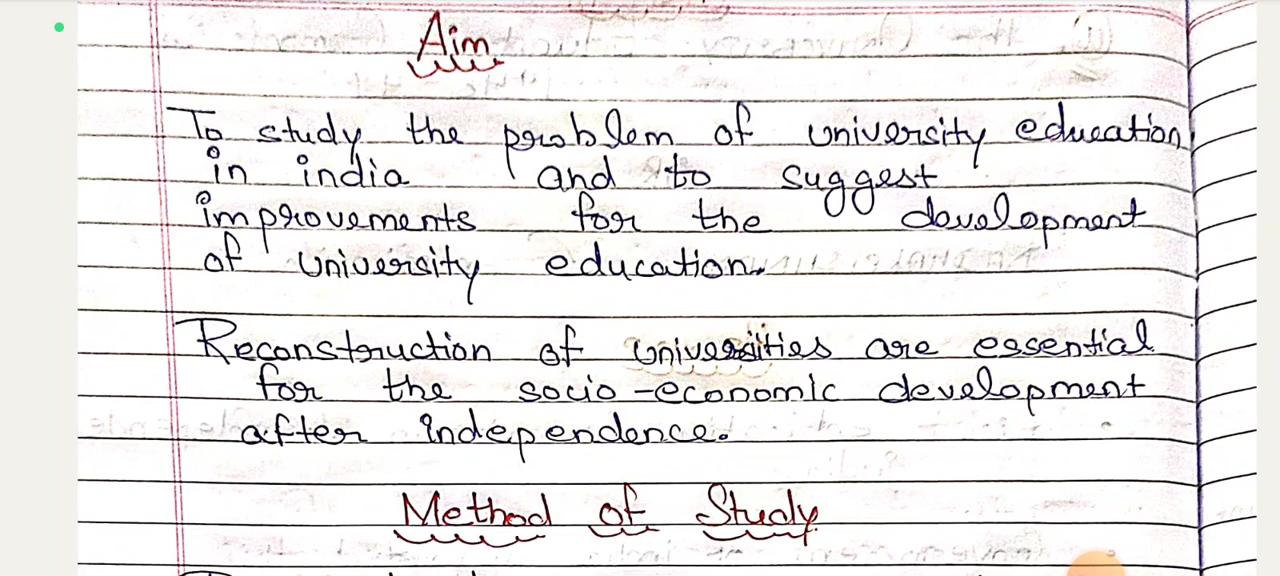 Aim
To study the problem of university education
in india and to suggest
improvements for the development
of university education.
Reconstruction of universities are essential
for the socio-economic development
after independence.
Method of Study